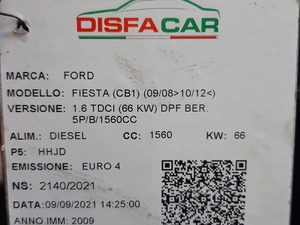 DISFACAR
MARCA: FORD
MODELLO: FIESTA (CB1) (09/08>10/12<)
VERSIONE: 1.6 TDCI (66 KW) DPF BER.
5P/B/1560CC
ALIM.: DIESEL CC: 1560 KW: 66
P5: HHJD
EMISSIONE: EURO 4
NS: 2140/2021
DATA:09/09/2021 14:25:00
ANNO IMM: 2009